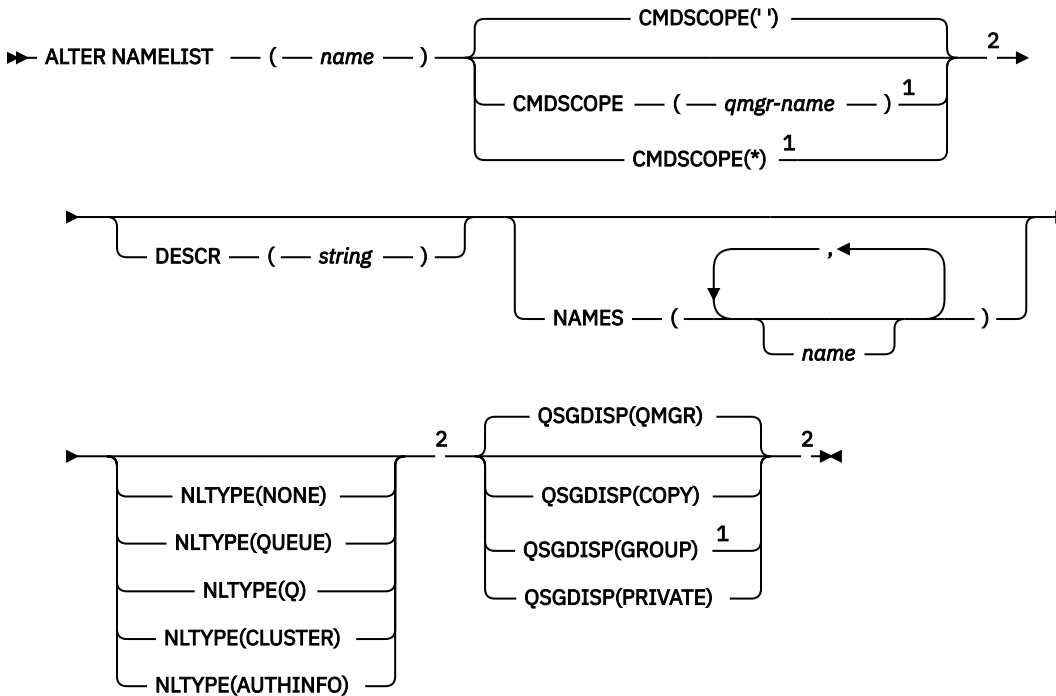 CMDSCOPE(' ')
ALTER NAMELIST ( name ) 2
CMDSCOPE ( qmgr-name ) 1
CMDSCOPE(*) 1
DESCR ( string )
,
NAMES ( )
name
QSGDISP(QMGR)
2 2
NLTYPE(NONE) QSGDISP(COPY)
NLTYPE(QUEUE) QSGDISP(GROUP) 1
NLTYPE(Q) QSGDISP(PRIVATE)
NLTYPE(CLUSTER)
NLTYPE(AUTHINFO)